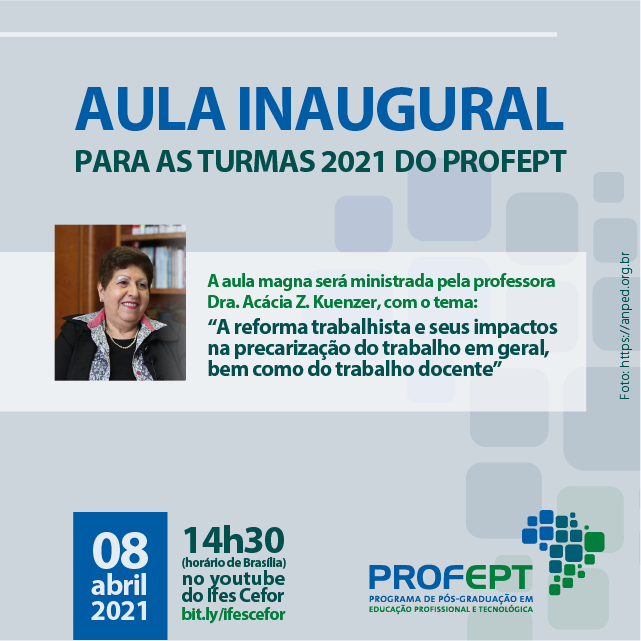 AULA INAUGURAL
PARA AS TURMAS 2021 DO PROFEPT
A aula magna será ministrada pela professora
Dra. Acácia Z. Kuenzer, com o tema:
“A reforma trabalhista e seus impactos
na precarização do trabalho em geral,
bem como do trabalho docente”
Foto: https://anped.org.br
08
abril
2021
14h30
(horário de Brasília)
no youtube
do Ifes Cefor
bit.ly/ifescefor
PROFEPT
PROGRAMA DE PÓS-GRADUAÇÃO EM
EDUCAÇÃO PROFISSIONAL E TECNOLÓGICA